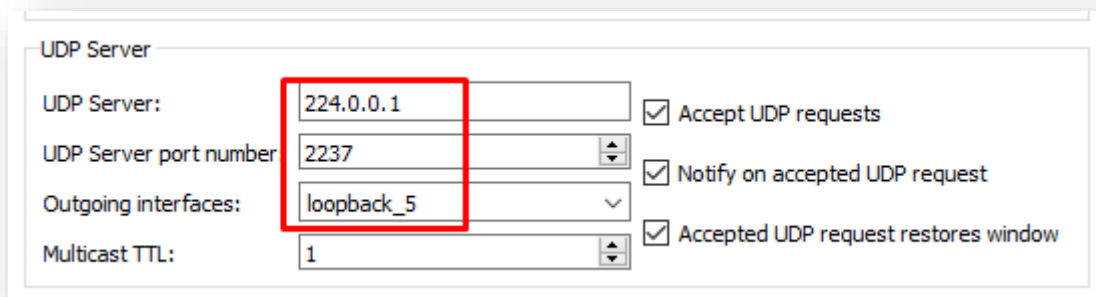 UDP Server
UDP Server: 224.0.0.1
Accept UDP requests
UDP Server port number: 2237
Notify on accepted UDP request
Outgoing interfaces: loopback_5
Accepted UDP request restores window
Multicast TTL: 1